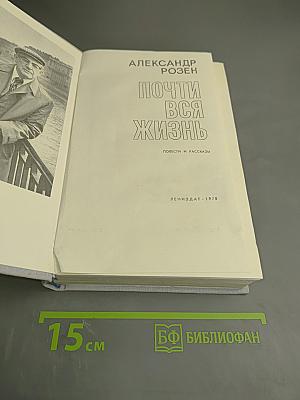 АЛЕКСАНДР
РОЗЕН
ПОЧТИ
ВСЯ
ЖИЗНЬ
ПОВЕСТИ И РАССКАЗЫ
ЛЕНИЗДАТ · 1978
15 см
БФ БИБЛИОФАН